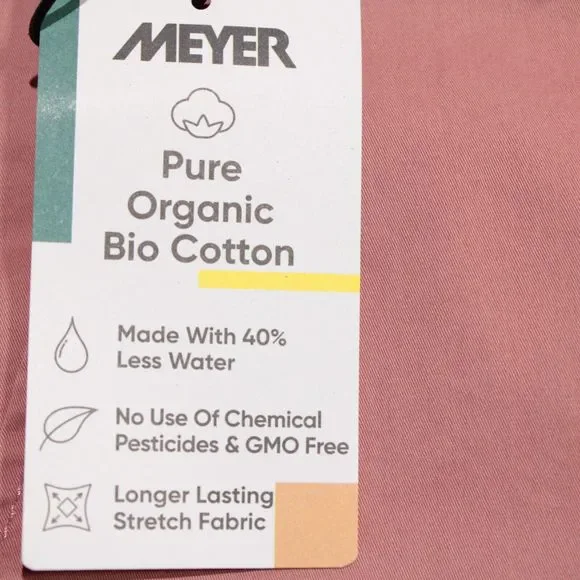 MEYER
Pure
Organic
Bio Cotton
Made With 40%
Less Water
No Use Of Chemical
Pesticides & GMO Free
Longer Lasting
Stretch Fabric